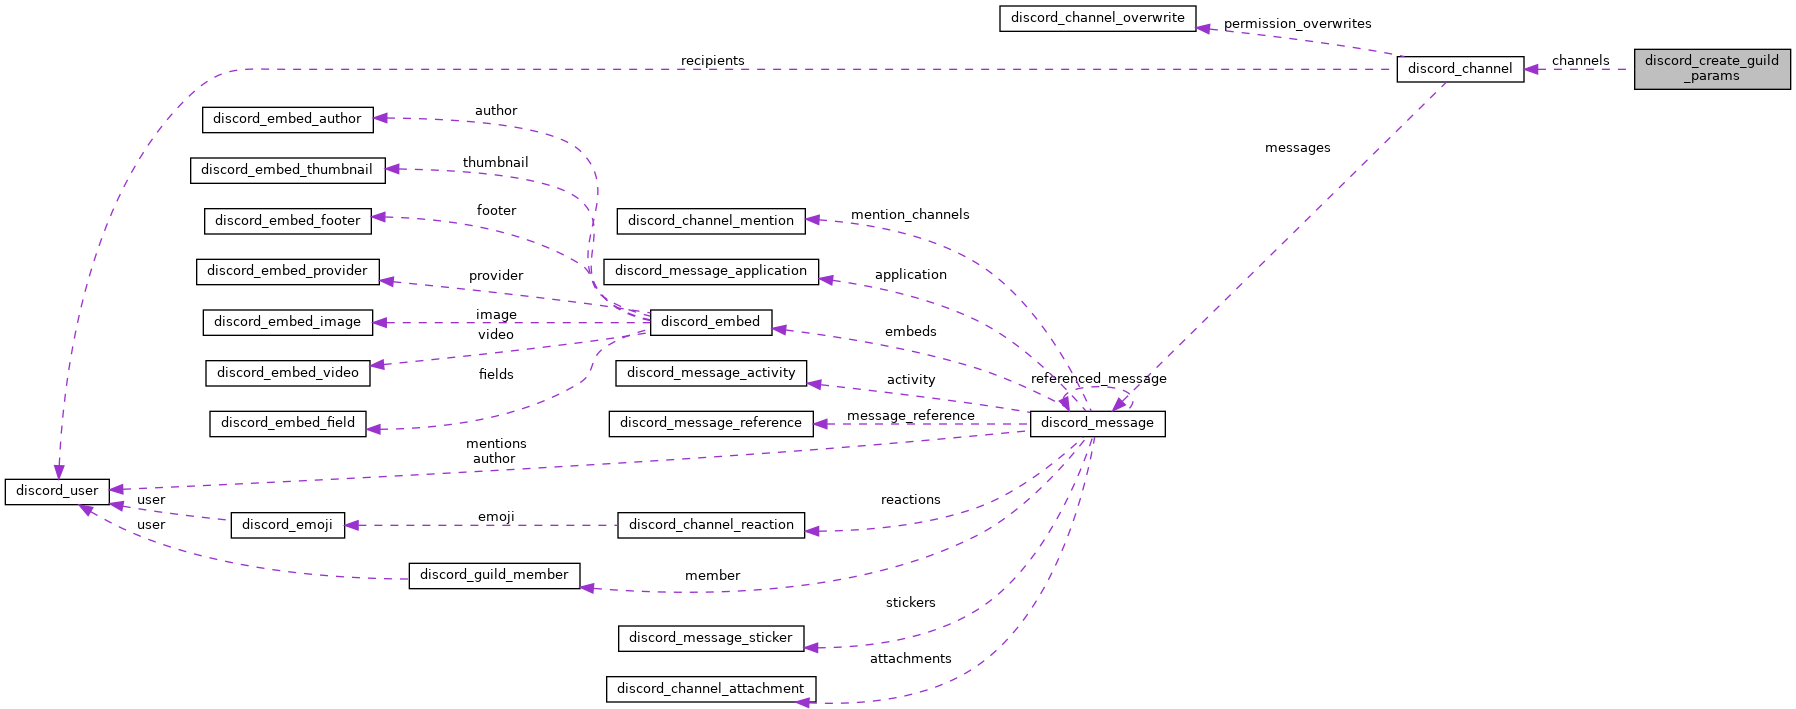 discord_channel_overwrite
permission_overwrites
recipients
discord_channel
channels
discord_create_guild
_params
author
discord_embed_author
messages
thumbnail
discord_embed_thumbnail
footer
discord_embed_footer
discord_channel_mention
mention_channels
discord_embed_provider
provider
discord_message_application
application
discord_embed_image
image
discord_embed
embeds
video
discord_embed_video
fields
discord_message_activity
activity
referenced_message
discord_embed_field
discord_message_reference
message_reference
discord_message
mentions
author
discord_user
user
user
discord_emoji
emoji
discord_channel_reaction
reactions
discord_guild_member
member
stickers
discord_message_sticker
attachments
discord_channel_attachment